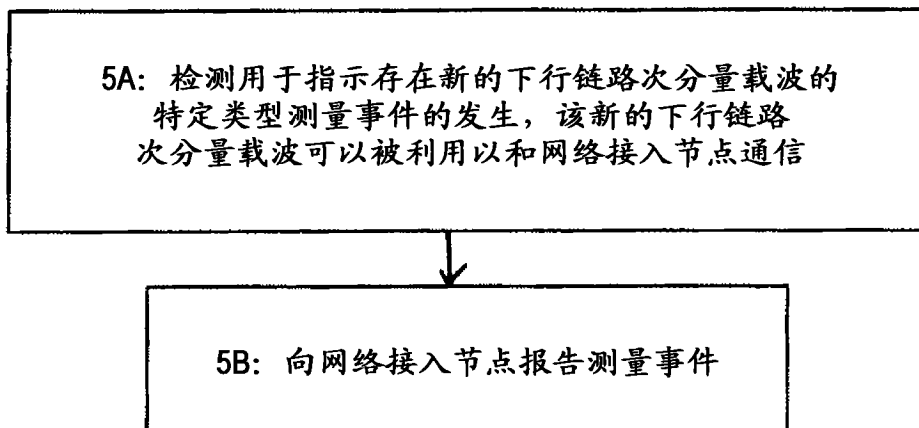 5A: 检测用于指示存在新的下行链路次分量载波的
特定类型测量事件的发生，该新的下行链路
次分量载波可以被利用以和网络接入节点通信
5B: 向网络接入节点报告测量事件